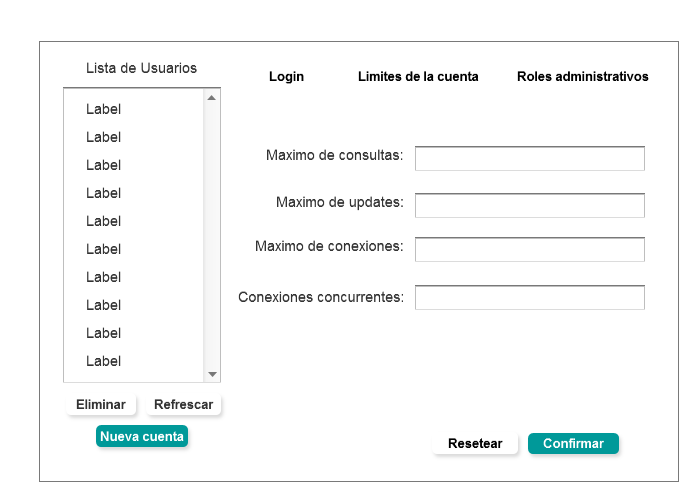 Lista de Usuarios
Login
Limites de la cuenta
Roles administrativos
Label
Label
Label
Label
Label
Label
Label
Label
Label
Label
Maximo de consultas:
Maximo de updates:
Maximo de conexiones:
Conexiones concurrentes:
Eliminar
Refrescar
Nueva cuenta
Resetear
Confirmar